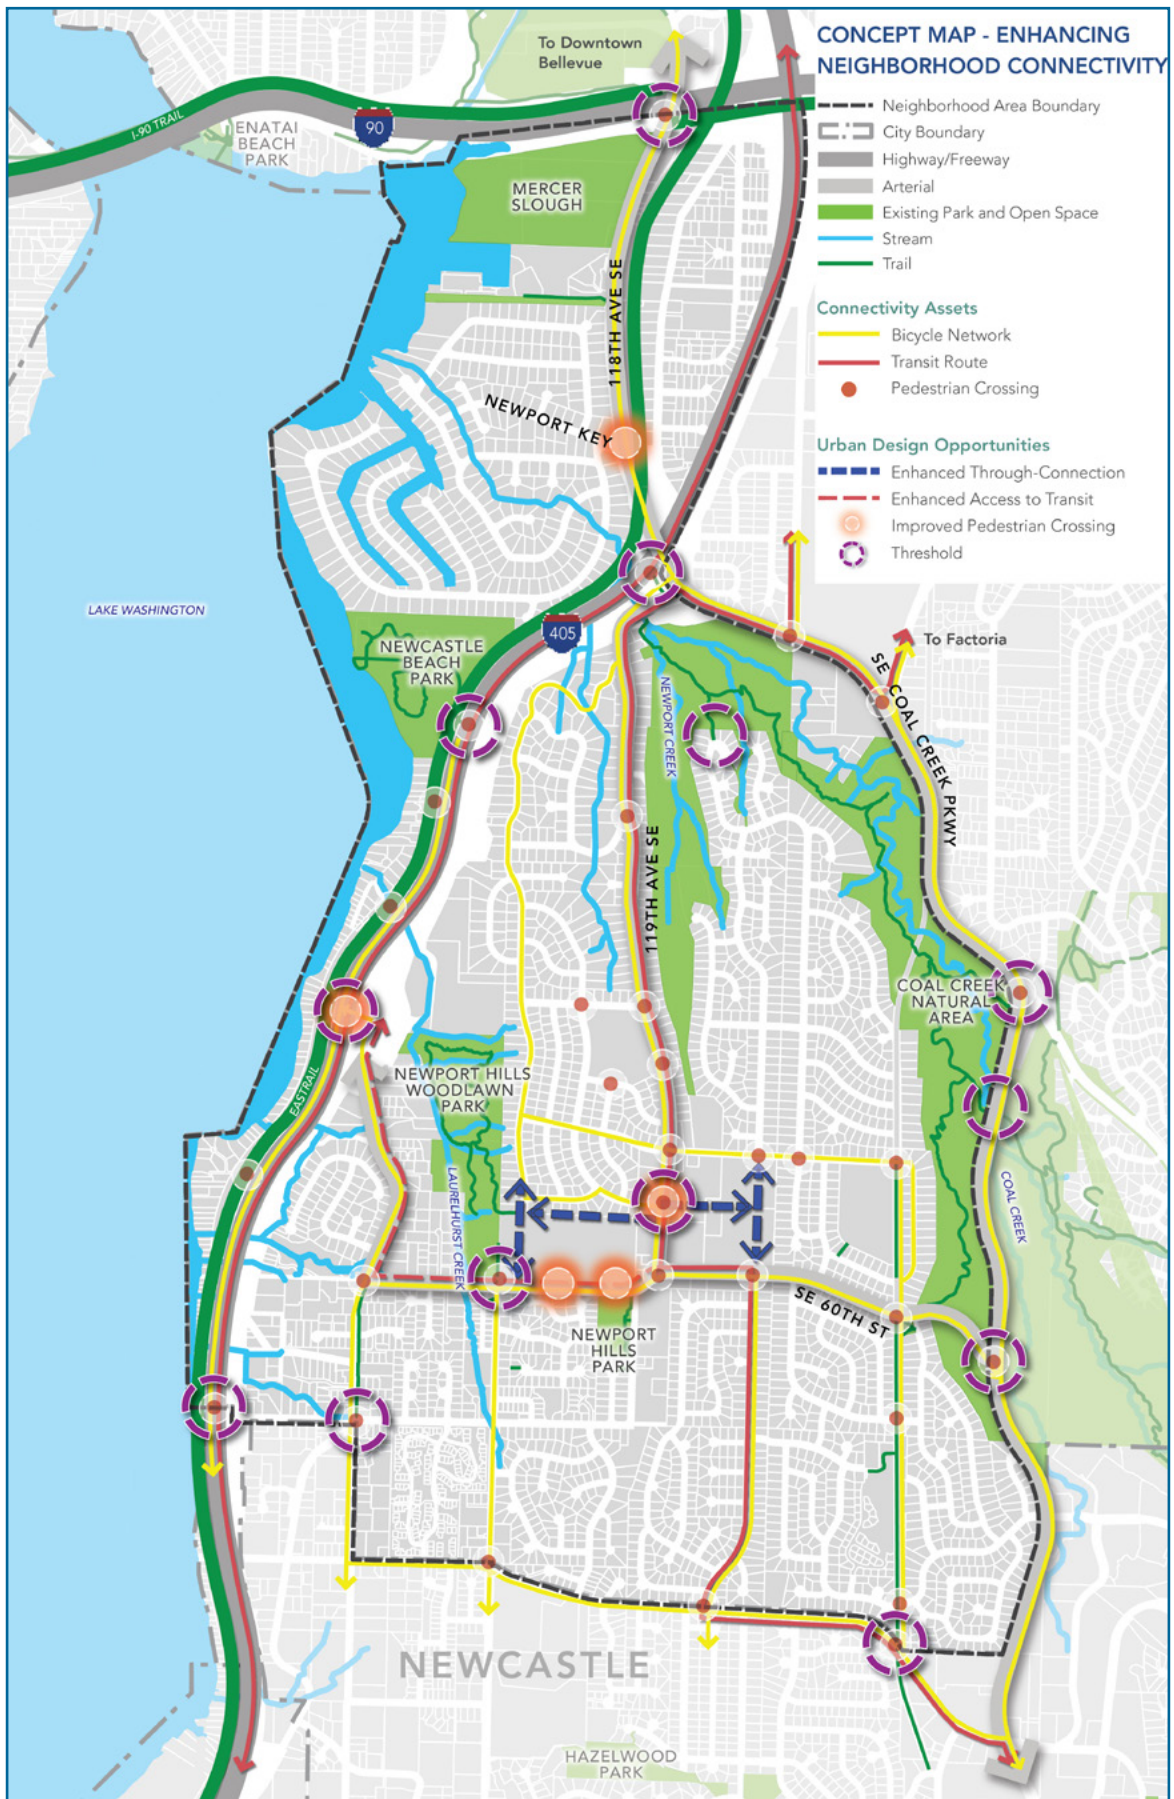 CONCEPT MAP - ENHANCING
NEIGHBORHOOD CONNECTIVITY
Neighborhood Area Boundary
City Boundary
Highway/Freeway
Arterial
Existing Park and Open Space
Stream
Trail
Connectivity Assets
Bicycle Network
Transit Route
Pedestrian Crossing
Urban Design Opportunities
Enhanced Through-Connection
Enhanced Access to Transit
Improved Pedestrian Crossing
Threshold
To Downtown
Bellevue
I-90 TRAIL
ENATAI
BEACH
PARK
90
MERCER
SLOUGH
118TH AVE SE
NEWPORT KEY
LAKE WASHINGTON
405
NEWCASTLE
BEACH
PARK
To Factoria
SE COAL CREEK PKWY
NEWPORT CREEK
119TH AVE SE
COAL CREEK
NATURAL
AREA
EASTRAIL
NEWPORT HILLS
WOODLAWN
PARK
LAURELHURST CREEK
COAL CREEK
SE 60TH ST
NEWPORT
HILLS
PARK
NEWCASTLE
HAZELWOOD
PARK